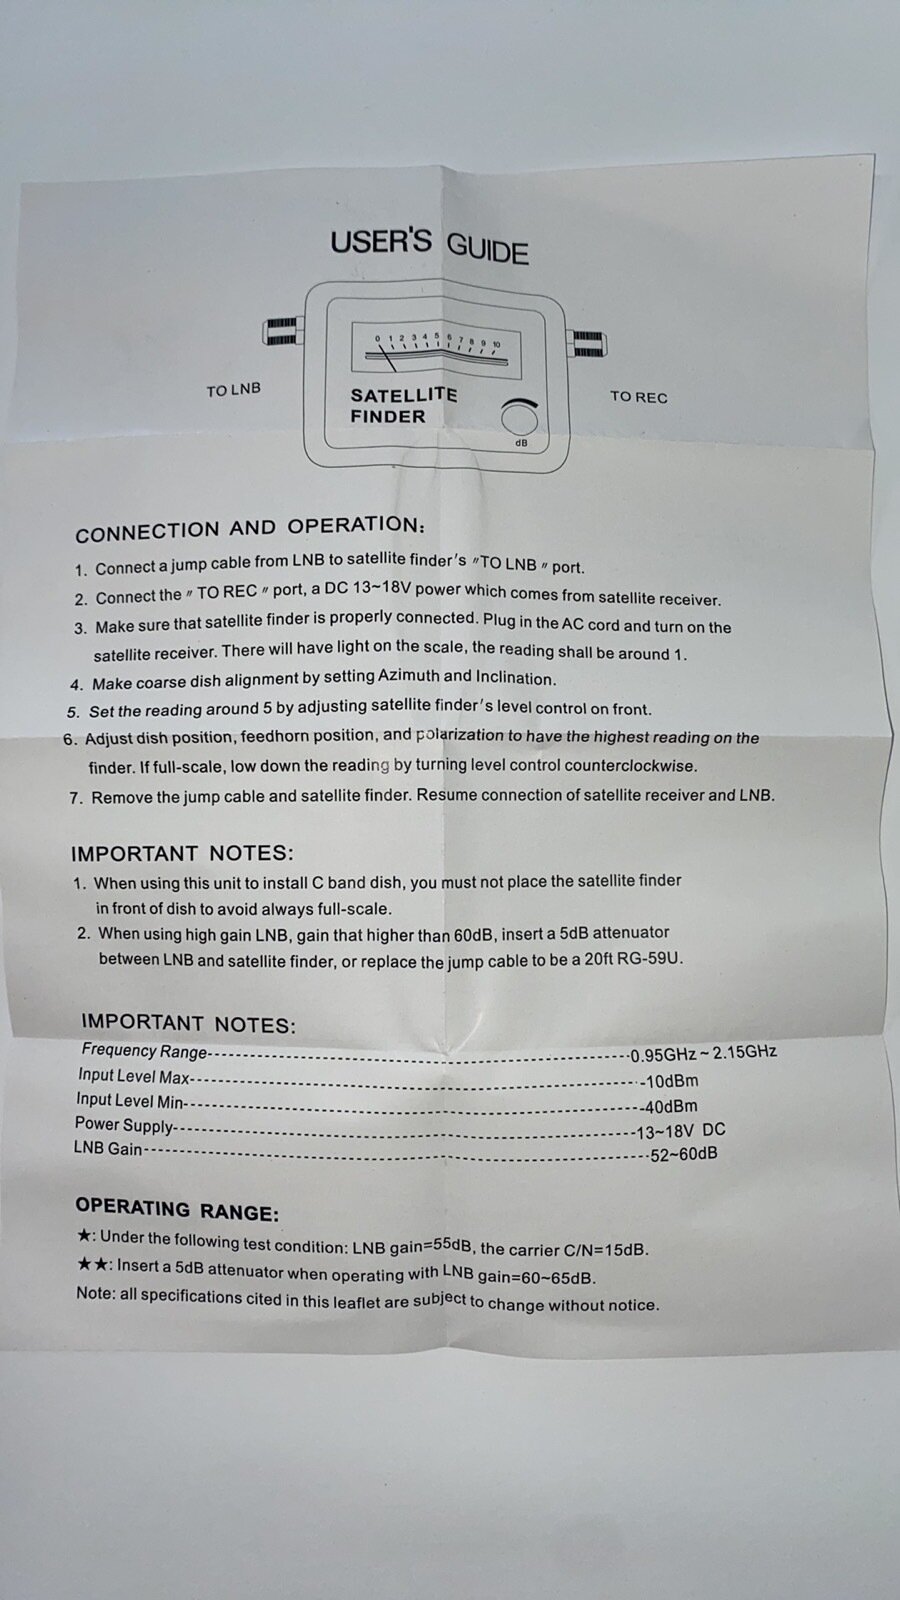 USER'S GUIDE
0 1 2 3 4 5 6 7 8 9 10
TO LNB
SATELLITE
FINDER
dB
TO REC
CONNECTION AND OPERATION:
1. Connect a jump cable from LNB to satellite finder's "TO LNB" port.
2. Connect the "TO REC" port, a DC 13~18V power which comes from satellite receiver.
3. Make sure that satellite finder is properly connected. Plug in the AC cord and turn on the
satellite receiver. There will have light on the scale, the reading shall be around 1.
4. Make coarse dish alignment by setting Azimuth and Inclination.
5. Set the reading around 5 by adjusting satellite finder's level control on front.
6. Adjust dish position, feedhorn position, and polarization to have the highest reading on the
finder. If full-scale, low down the reading by turning level control counterclockwise.
7. Remove the jump cable and satellite finder. Resume connection of satellite receiver and LNB.
IMPORTANT NOTES:
1. When using this unit to install C band dish, you must not place the satellite finder
in front of dish to avoid always full-scale.
2. When using high gain LNB, gain that higher than 60dB, insert a 5dB attenuator
between LNB and satellite finder, or replace the jump cable to be a 20ft RG-59U.
IMPORTANT NOTES:
Frequency Range--------------------------------------------------0.95GHz~2.15GHz
Input Level Max---------------------------------------------------10dBm
Input Level Min---------------------------------------------------40dBm
Power Supply-----------------------------------------------------13~18V DC
LNB Gain---------------------------------------------------------52~60dB
OPERATING RANGE:
★: Under the following test condition: LNB gain=55dB, the carrier C/N=15dB.
★★: Insert a 5dB attenuator when operating with LNB gain=60~65dB.
Note: all specifications cited in this leaflet are subject to change without notice.